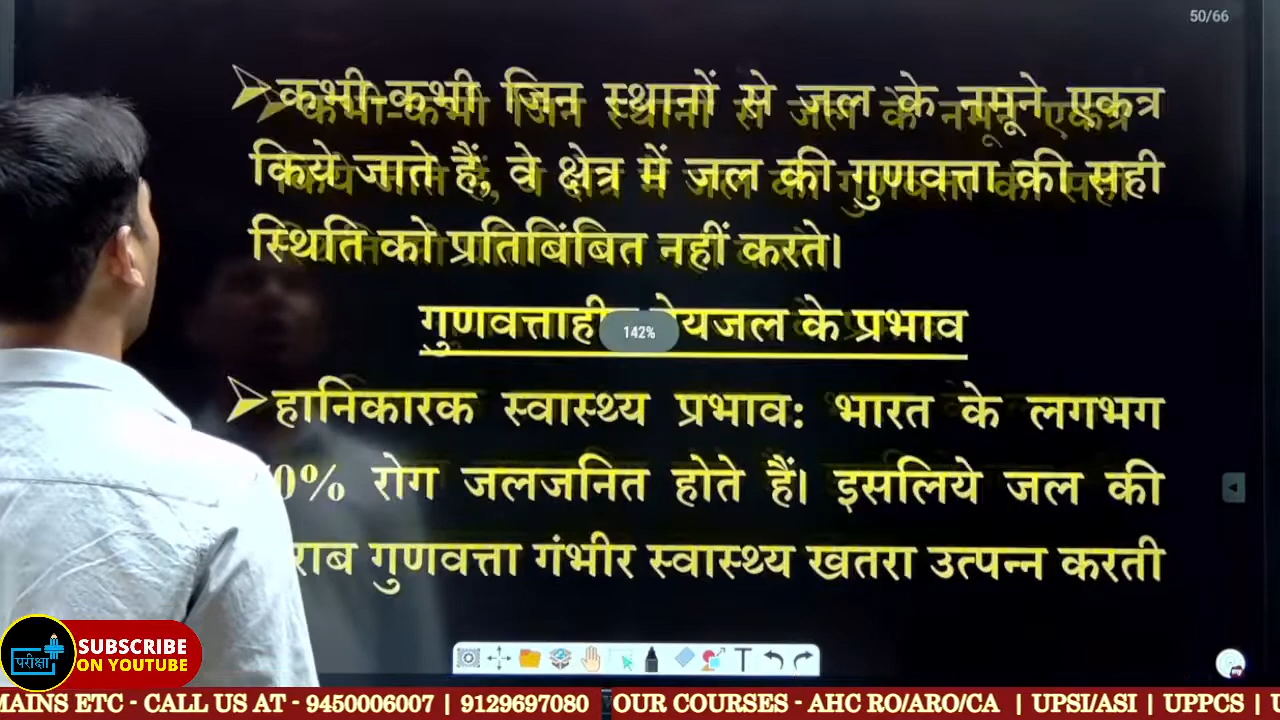 50/66
कभी-कभी जिन स्थानों से जल के नमूने एकत्र
किये जाते हैं, वे क्षेत्र में जल की गुणवत्ता की सही
स्थिति को प्रतिबिंबित नहीं करते।
के प्रभाव
142%
हानिकारक स्वास्थ्य प्रभाव: भारत के लगभग
0% रोग जलजनित होते हैं। इसलिये जल की
गुणवत्ता गंभीर स्वास्थ्य खतरा उत्पन्न करती
परीक्षा
SUBSCRIBE
ON YOUTUBE
MAINS ETC - CALL US AT - 9450006007 | 9129697080 OUR COURSES - AHC RO/ARO/CA | UPSI/ASI | UPPCS |